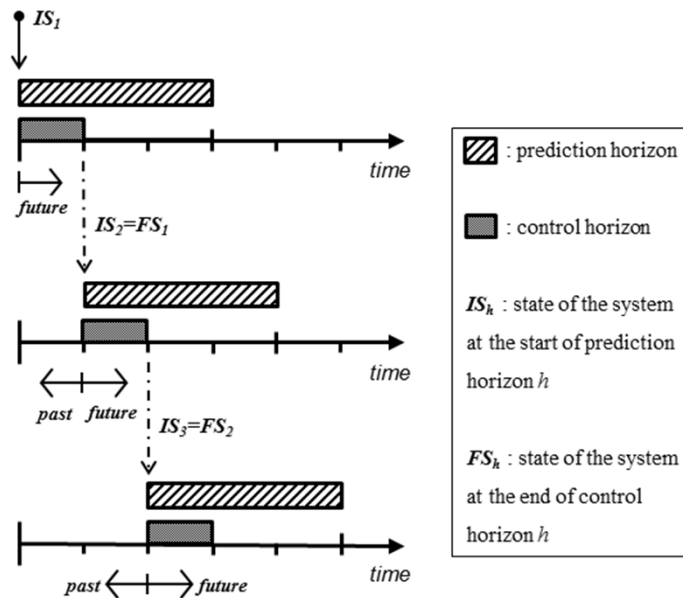 IS1
time
future
IS2=FS1
time
past future
IS3=FS2
time
past future
: prediction horizon
: control horizon
ISh : state of the system
at the start of prediction
horizon h
FSh : state of the system
at the end of control
horizon h